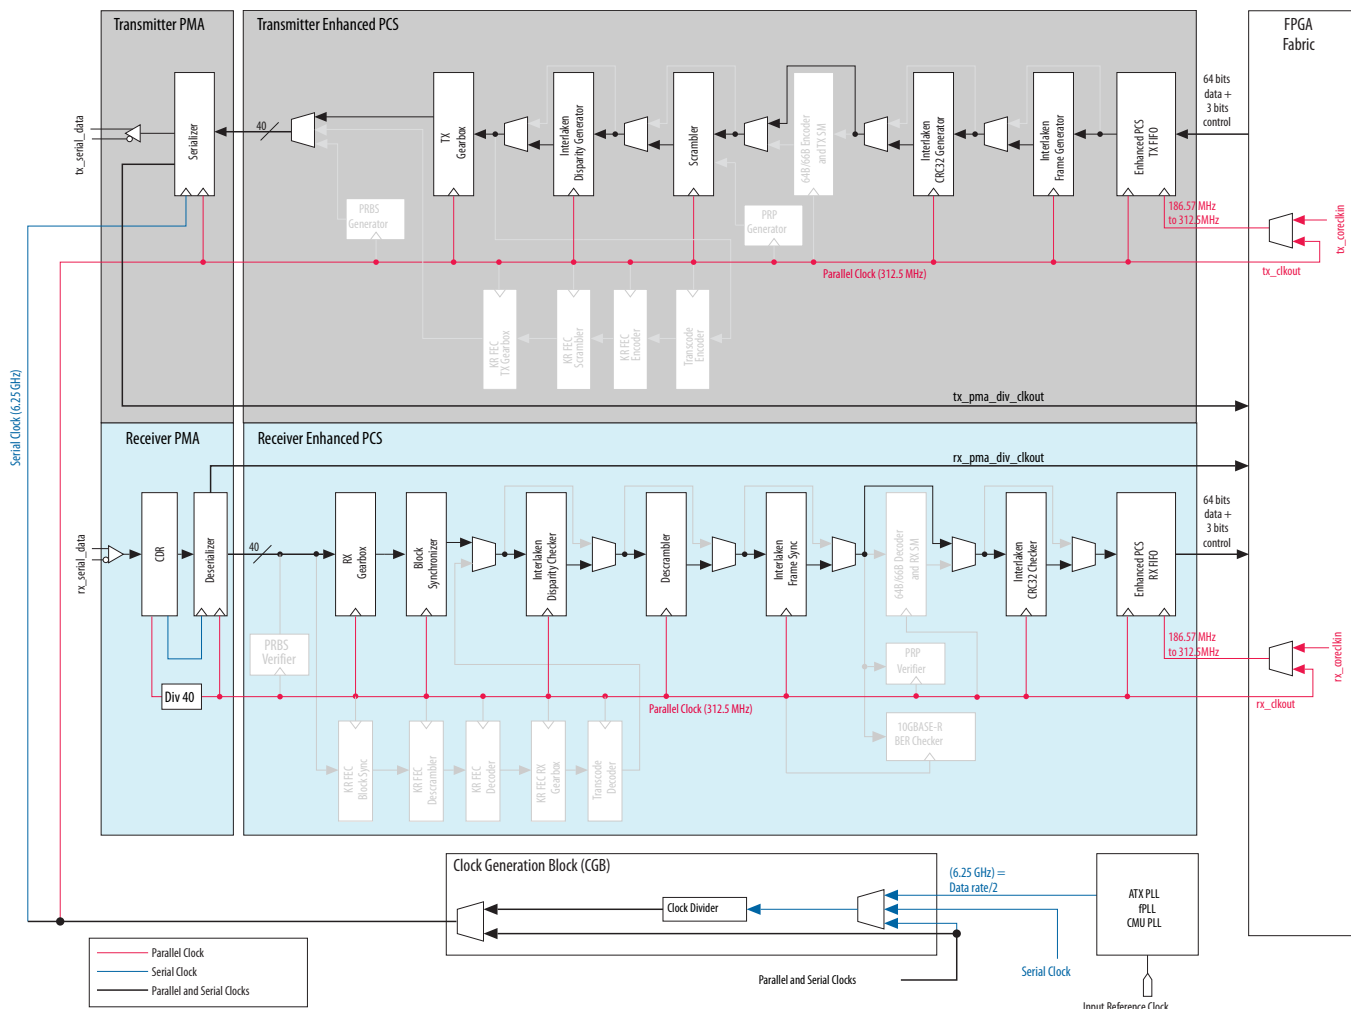 Transmitter PMA
Transmitter Enhanced PCS
FPGA
Fabric
tx_serial_data
Serializer
40
TX
Gearbox
Interlaken
Disparity Generator
Scrambler
64B/66B Encoder
and TX SM
Interlaken
CRC32 Generator
Interlaken
Frame Generator
Enhanced PCS
TX FIFO
64 bits
data +
3 bits
control
PRBS
Generator
PRP
Generator
186.57 MHz
to 312.5MHz
tx_coreclkin
tx_clkout
Parallel Clock (312.5 MHz)
KR FEC
TX Gearbox
KR FEC
Scrambler
KR FEC
Encoder
Transcode
Encoder
tx_pma_div_clkout
Serial Clock (6.25 GHz)
Receiver PMA
Receiver Enhanced PCS
rx_pma_div_clkout
rx_serial_data
CDR
Deserializer
40
RX
Gearbox
Block
Synchronizer
Interlaken
Disparity Checker
Descrambler
Interlaken
Frame Sync
64B/66B Decoder
and RX SM
Interlaken
CRC32 Checker
Enhanced PCS
RX FIFO
64 bits
data +
3 bits
control
PRBS
Verifier
PRP
Verifier
186.57 MHz
to 312.5MHz
rx_coreclkin
rx_clkout
Div 40
Parallel Clock (312.5 MHz)
10GBASE-R
BER Checker
KR FEC
Block Sync
KR FEC
Descrambler
KR FEC
Decoder
KR FEC RX
Gearbox
Transcode
Decoder
Clock Generation Block (CGB)
(6.25 GHz) =
Data rate/2
Clock Divider
ATX PLL
fPLL
CMU PLL
Parallel Clock
Serial Clock
Parallel and Serial Clocks
Parallel and Serial Clocks
Serial Clock
Input Reference Clock